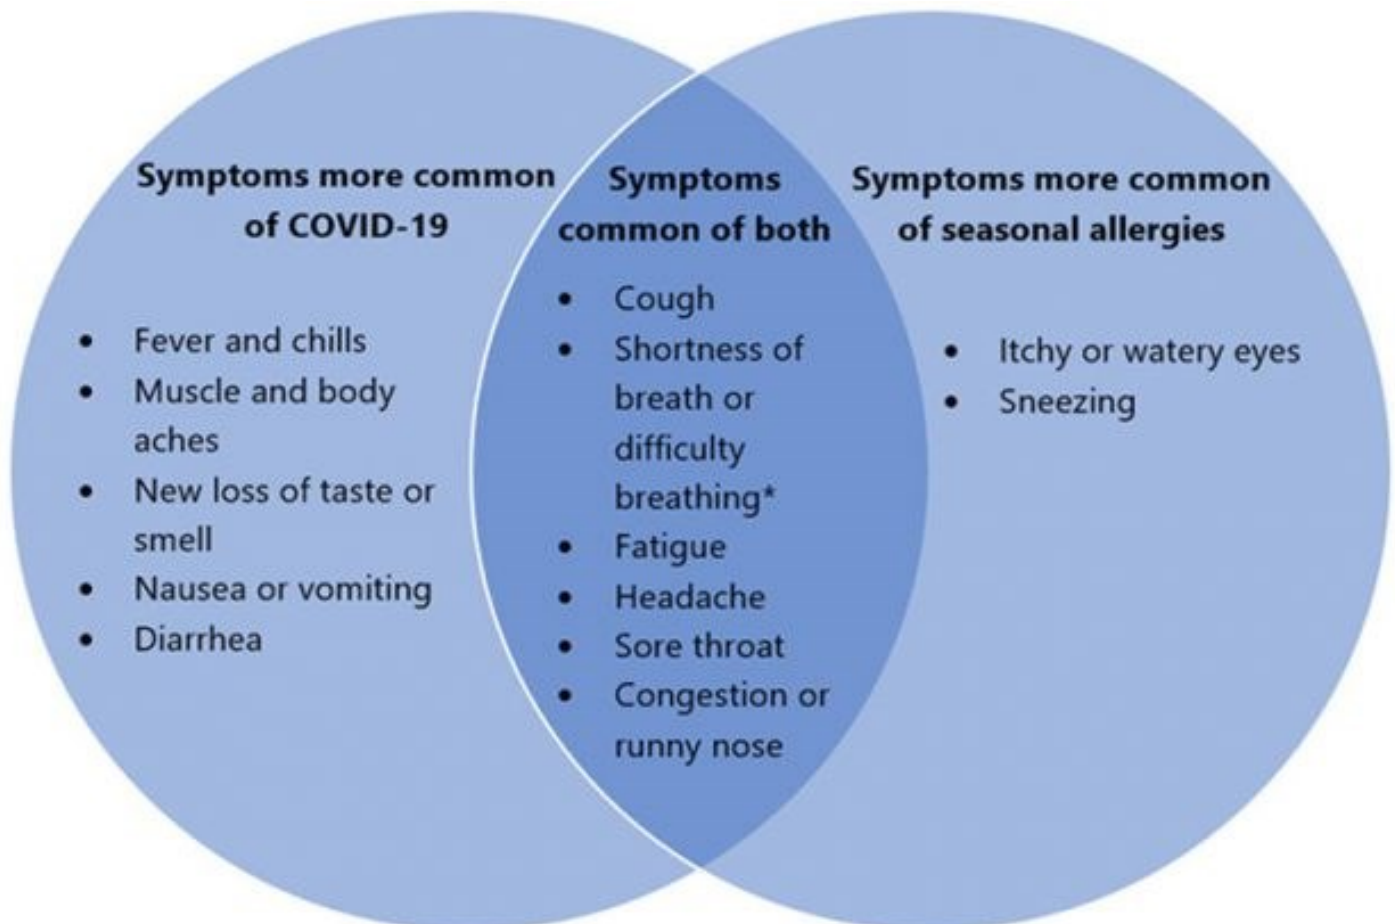 Symptoms more common
of COVID-19
• Fever and chills
• Muscle and body
aches
• New loss of taste or
smell
• Nausea or vomiting
• Diarrhea
Symptoms
common of both
• Cough
• Shortness of
breath or
difficulty
breathing*
• Fatigue
• Headache
• Sore throat
• Congestion or
runny nose
Symptoms more common
of seasonal allergies
• Itchy or watery eyes
• Sneezing